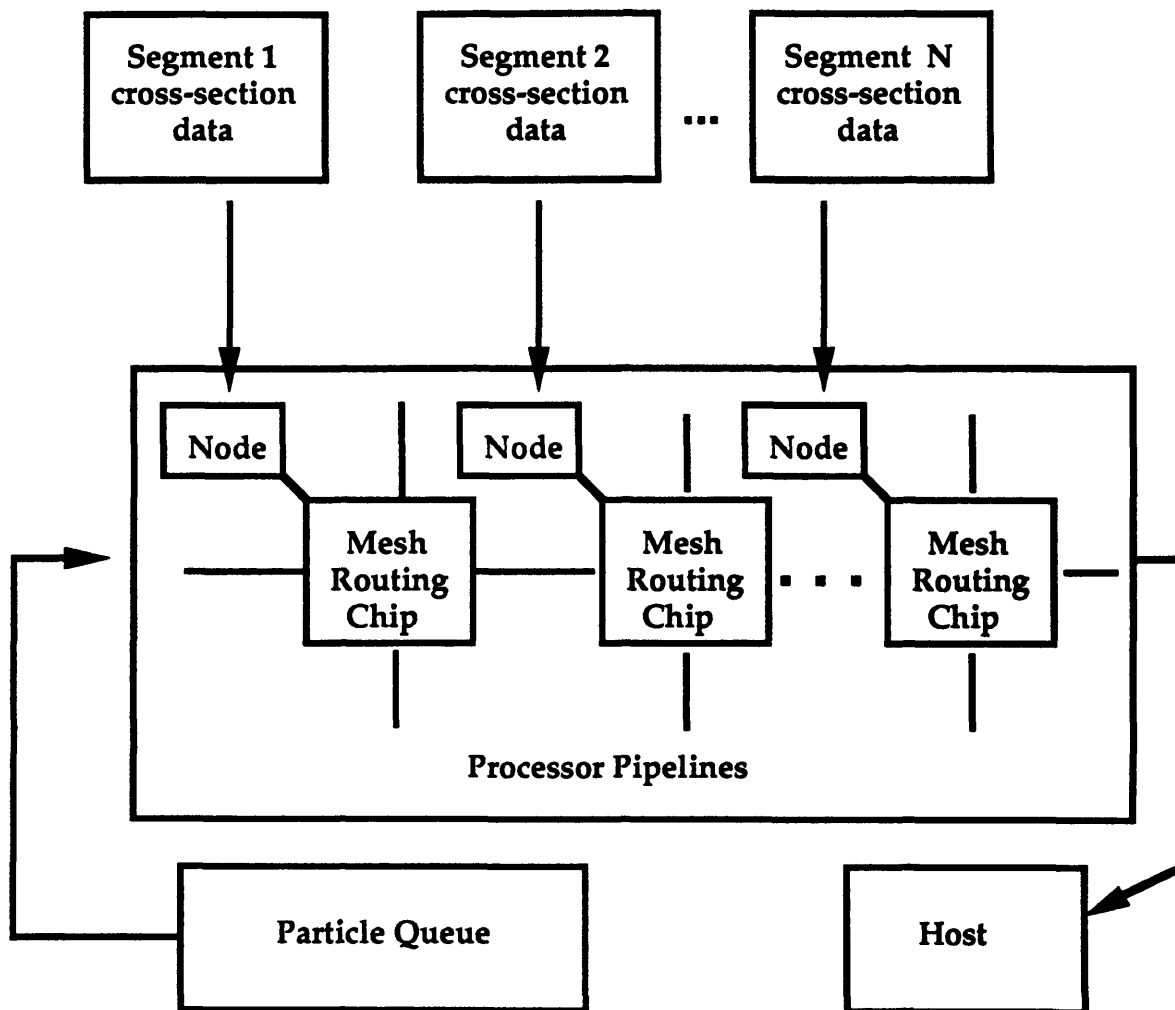 Segment 1
cross-section
data
Segment 2
cross-section
data
...
Segment N
cross-section
data
Node
Node
Node
Mesh
Routing
Chip
Mesh
Routing
Chip
. . .
Mesh
Routing
Chip
Processor Pipelines
Particle Queue
Host